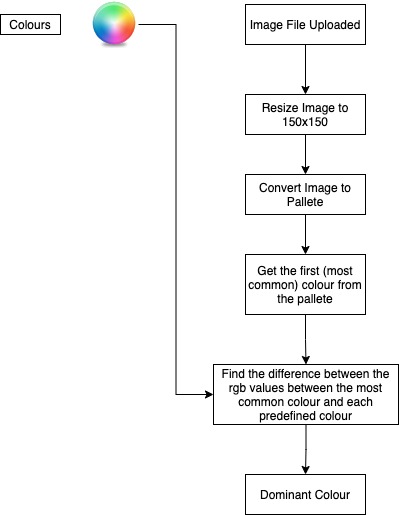 Colours
Image File Uploaded
Resize Image to
150x150
Convert Image to
Pallete
Get the first (most
common) colour from
the pallete
Find the difference between the
rgb values between the most
common colour and each
predefined colour
Dominant Colour